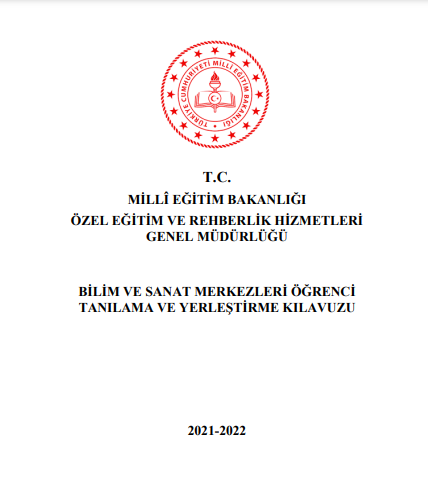 TÜRKİYE CUMHURİYETİ MİLLÎ EĞİTİM BAKANLIĞI
T.C.
MİLLÎ EĞİTİM BAKANLIĞI
ÖZEL EĞİTİM VE REHBERLİK HİZMETLERİ
GENEL MÜDÜRLÜĞÜ
BİLİM VE SANAT MERKEZLERİ ÖĞRENCİ
TANILAMA VE YERLEŞTİRME KILAVUZU
2021-2022